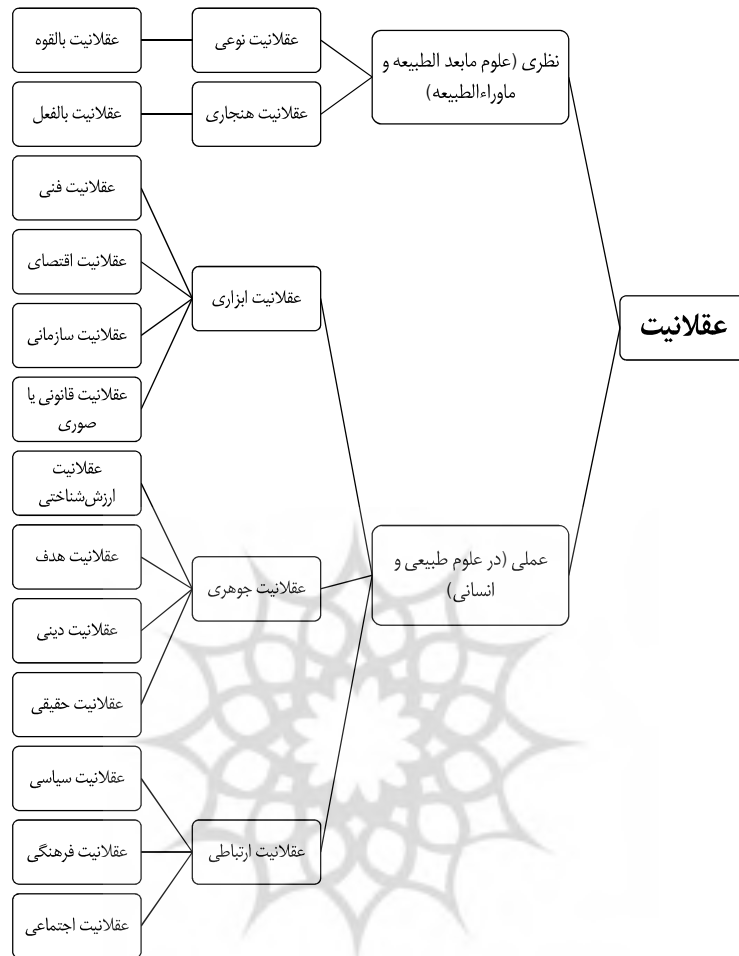 عقلانیت
نظری (علوم مابعد الطبیعه و
ماوراءالطبیعه)
عقلانیت نوعی
عقلانیت بالقوه
عقلانیت هنجاری
عقلانیت بالفعل
عملی (در علوم طبیعی و
انسانی)
عقلانیت ابزاری
عقلانیت فنی
عقلانیت اقتصای
عقلانیت سازمانی
عقلانیت قانونی یا
صوری
عقلانیت جوهری
عقلانیت
ارزش‌شناختی
عقلانیت هدف
عقلانیت دینی
عقلانیت حقیقی
عقلانیت ارتباطی
عقلانیت سیاسی
عقلانیت فرهنگی
عقلانیت اجتماعی